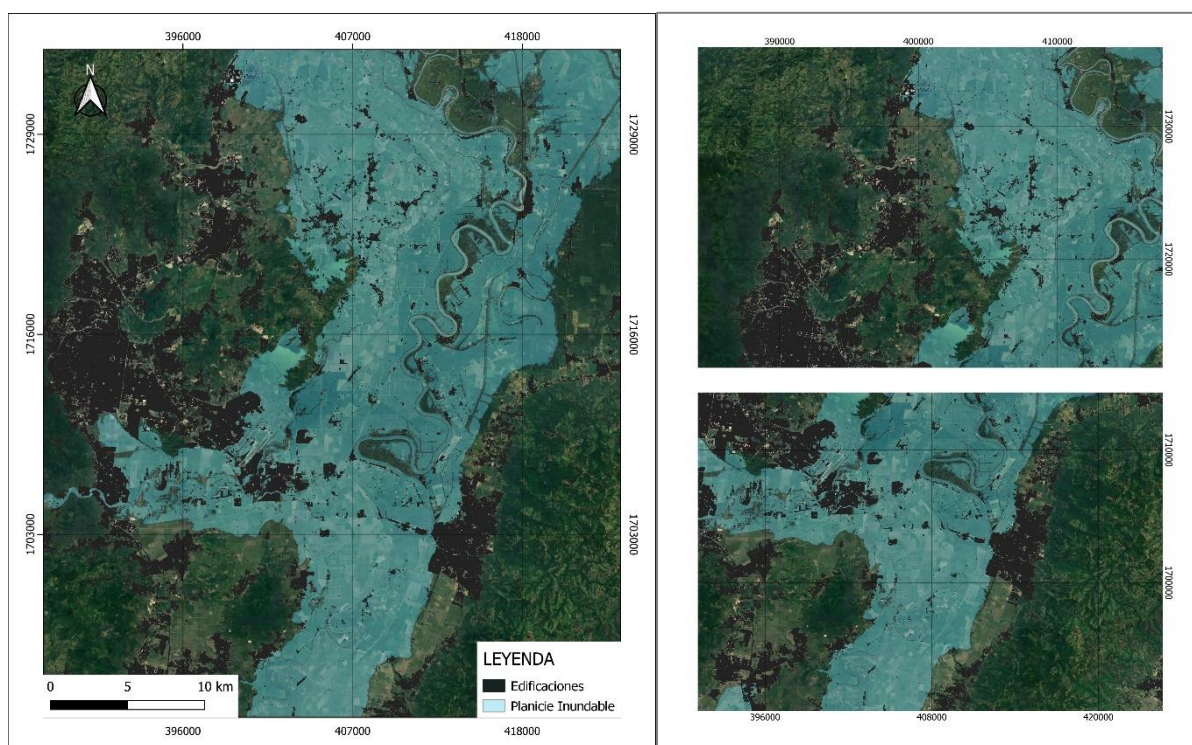 396000 407000 418000
N
1729000 1729000
1716000 1716000
1703000 1703000
0 5 10 km
LEYENDA
Edificaciones
Planicie Inundable
396000 407000 418000
390000 400000 410000
1730000
1720000
1710000
1700000
396000 408000 420000